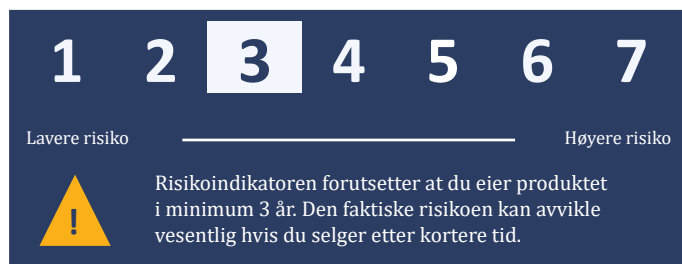 1 2 3 4 5 6 7
Lavere risiko Høyere risiko
! Risikoindikatoren forutsetter at du eier produktet
i minimum 3 år. Den faktiske risikoen kan avvikle
vesentlig hvis du selger etter kortere tid.